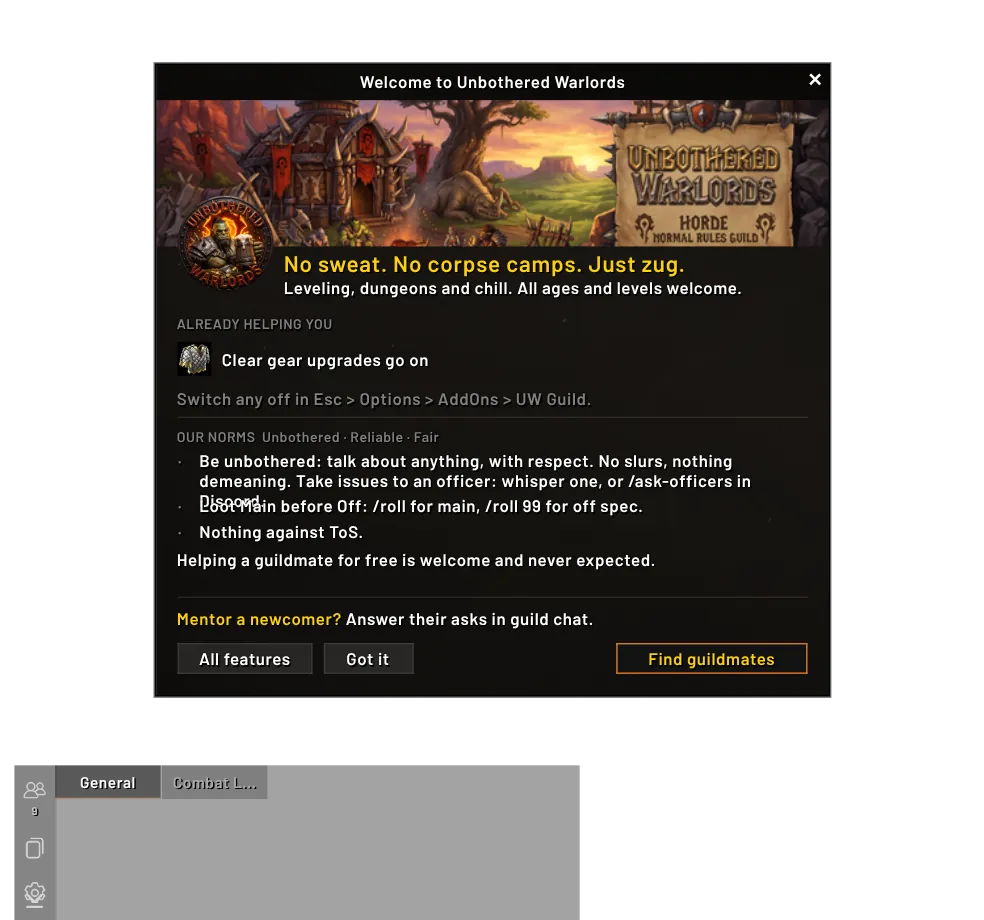 Welcome to Unbothered Warlords
UNBOTHERED
WARLORDS
HORDE
NORMAL RULES GUILD
UNBOTHERED
WARLORDS
No sweat. No corpse camps. Just zug.
Leveling, dungeons and chill. All ages and levels welcome.
ALREADY HELPING YOU
Clear gear upgrades go on
Switch any off in Esc > Options > AddOns > UW Guild.
OUR NORMS Unbothered · Reliable · Fair
· Be unbothered: talk about anything, with respect. No slurs, nothing
demeaning. Take issues to an officer: whisper one, or /ask-officers in
Discord.
· Loot Main before Off: /roll for main, /roll 99 for off spec.
· Nothing against ToS.
Helping a guildmate for free is welcome and never expected.
Mentor a newcomer? Answer their asks in guild chat.
All features
Got it
Find guildmates
General
Combat L...
9